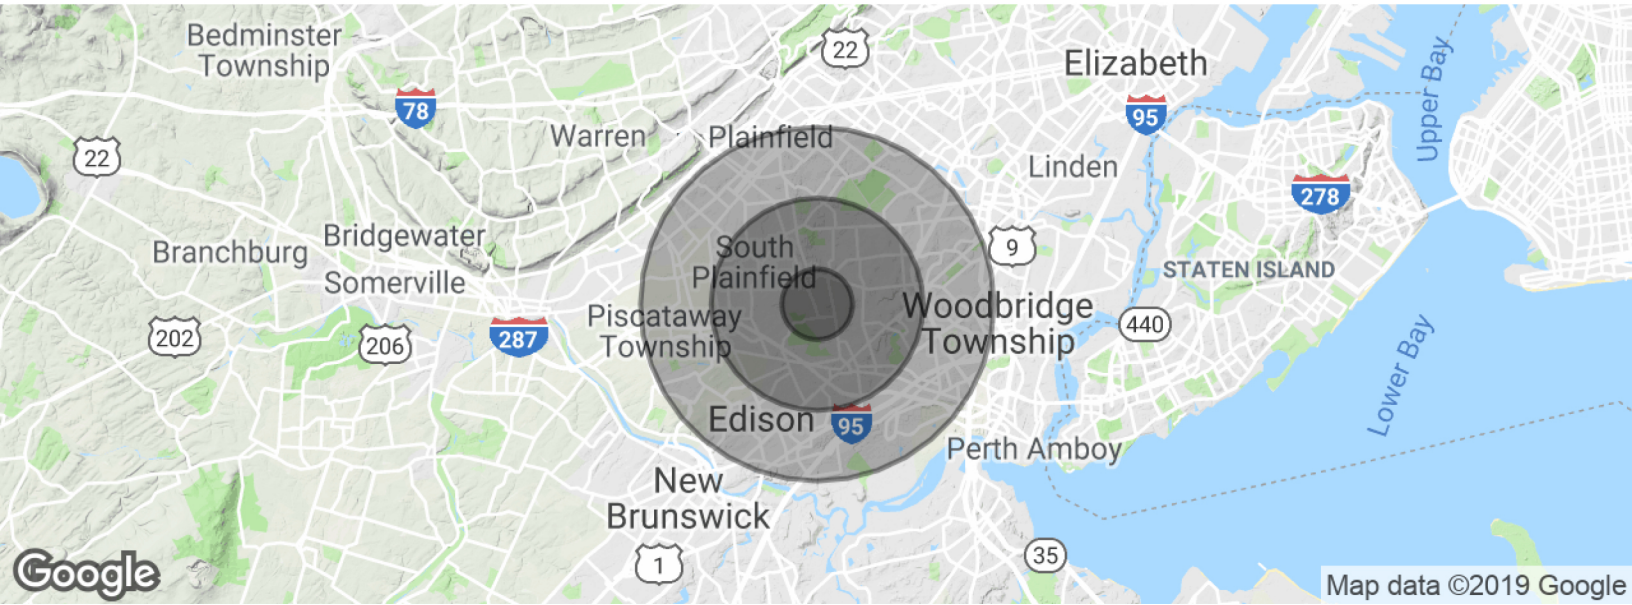 Bedminster
Township
22
Elizabeth
Upper Bay
78
95
Warren
Plainfield
22
Linden
278
Bridgewater
South
9
Branchburg
Plainfield
STATEN ISLAND
Somerville
Woodbridge
Piscataway
Township
202
206
287
Township
440
Lower Bay
Edison
95
Perth Amboy
New
Brunswick
1
35
Google
Map data ©2019 Google